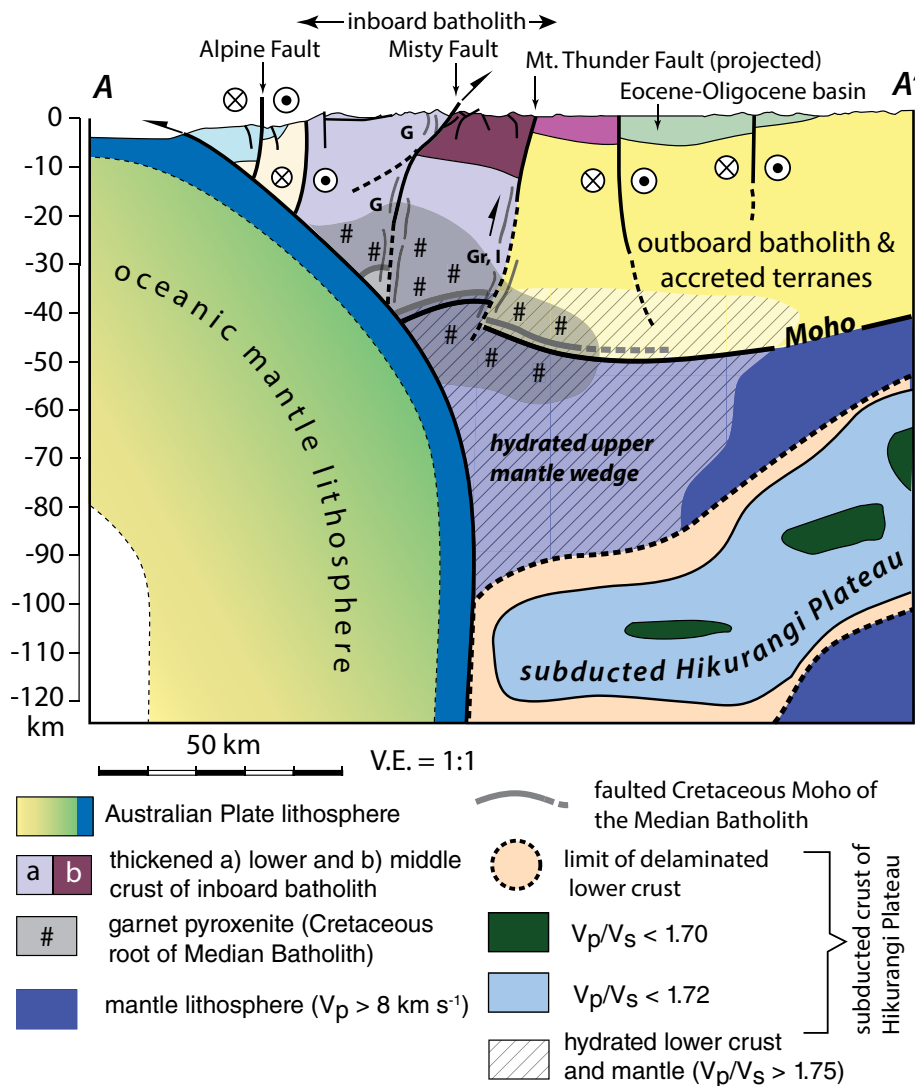 inboard batholith
Alpine Fault
Misty Fault
Mt. Thunder Fault (projected)
A
Eocene-Oligocene basin
A'
0
-10
-20
-30
-40
-50
-60
-70
-80
-90
-100
-110
-120
km
G
G
Gr, I
#
#
#
#
#
#
#
#
#
#
outboard batholith &
accreted terranes
Moho
oceanic mantle lithosphere
hydrated upper
mantle wedge
subducted Hikurangi Plateau
50 km
V.E. = 1:1
Australian Plate lithosphere
a
b
thickened a) lower and b) middle
crust of inboard batholith
#
garnet pyroxenite (Cretaceous
root of Median Batholith)
mantle lithosphere (Vp > 8 km s⁻¹)
faulted Cretaceous Moho of
the Median Batholith
limit of delaminated
lower crust
Vp/Vs < 1.70
Vp/Vs < 1.72
hydrated lower crust
and mantle (Vp/Vs > 1.75)
subducted crust of
Hikurangi Plateau